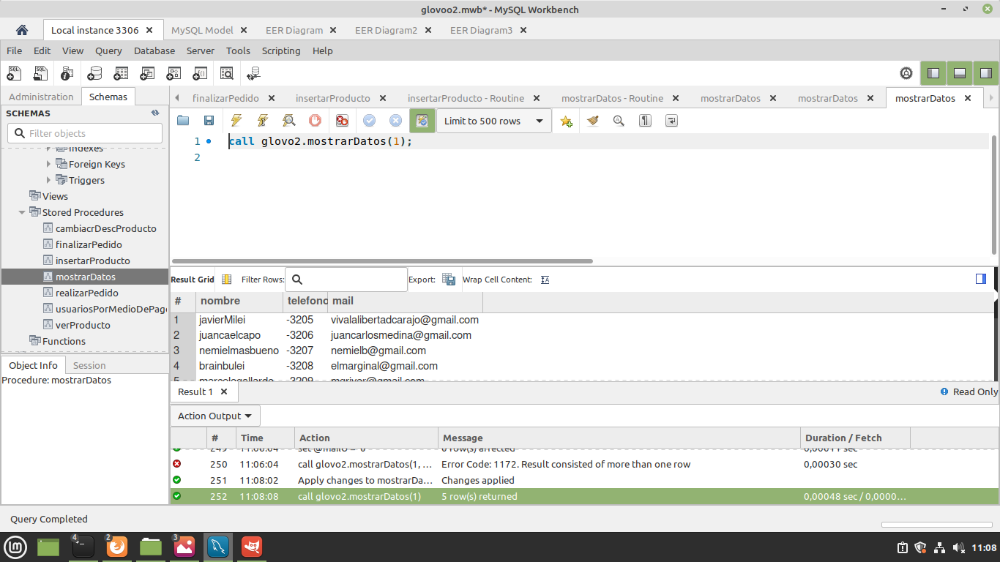 glovoo2.mwb* - MySQL Workbench
Local instance 3306
MySQL Model
EER Diagram
EER Diagram2
EER Diagram3
File Edit View Query Database Server Tools Scripting Help
Administration
Schemas
finalizarPedido
insertarProducto
insertarProducto - Routine
mostrarDatos - Routine
mostrarDatos
mostrarDatos
mostrarDatos
SCHEMAS
Filter objects
Indexes
Foreign Keys
Triggers
Views
Stored Procedures
cambiacrDescProducto
finalizarPedido
insertarProducto
mostrarDatos
realizarPedido
usuariosPorMedioDePag
verProducto
Functions
Object Info
Session
Procedure: mostrarDatos
Limit to 500 rows
1 call glovo2.mostrarDatos(1);
2
Result Grid Filter Rows: Export: Wrap Cell Content:
# nombre telefono mail
1 javierMilei -3205 vivalalibertadcarajo@gmail.com
2 juancaelcapo -3206 juancarlosmedina@gmail.com
3 nemielmasbueno -3207 nemielb@gmail.com
4 brainbulei -3208 elmarginal@gmail.com
5 marcelogallardo -3209 mgriver@gmail.com
Result 1
Read Only
Action Output
# Time Action Message Duration / Fetch
249 11:06:04 set @mailU = '0' 0 row(s) affected 0,00011 sec
250 11:06:04 call glovo2.mostrarDatos(1, ... Error Code: 1172. Result consisted of more than one row 0,00030 sec
251 11:08:02 Apply changes to mostrarDa... Changes applied
252 11:08:08 call glovo2.mostrarDatos(1) 5 row(s) returned 0,00048 sec / 0,0000...
Query Completed
4
2
3
11:08